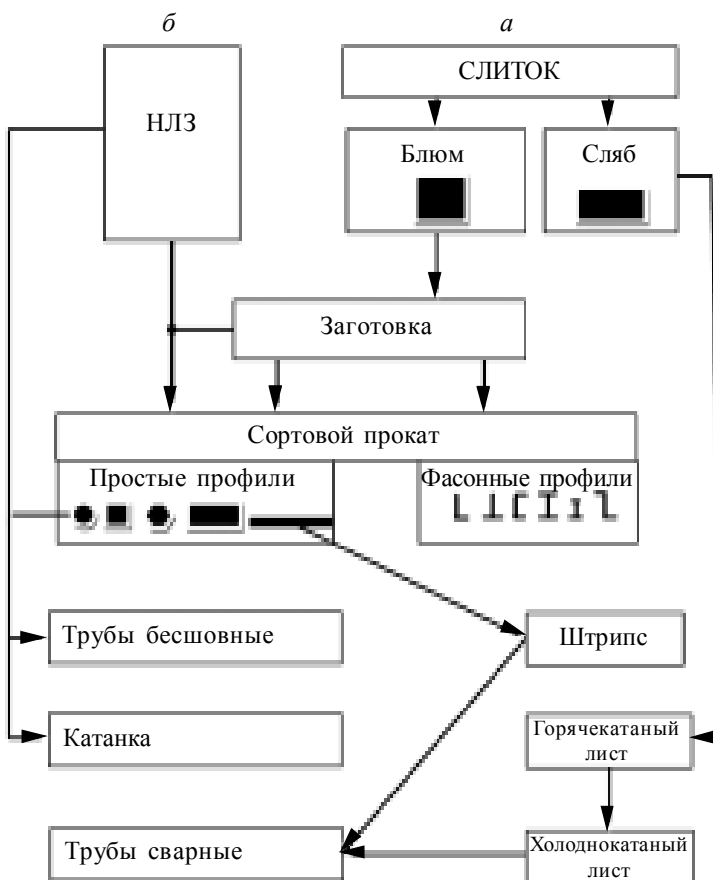 б
а
СЛИТОК
НЛЗ
Блюм
Сляб
Заготовка
Сортовой прокат
Простые профили
Фасонные профили
Трубы бесшовные
Штрипс
Катанка
Горячекатаный
лист
Трубы сварные
Холоднокатаный
лист